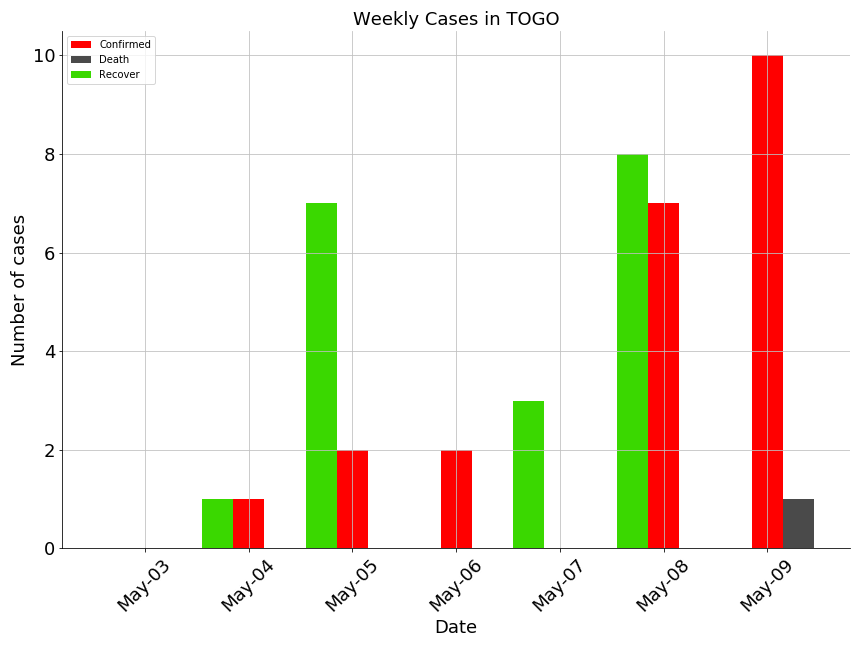 Weekly Cases in TOGO
Confirmed
Death
Recover
Number of cases
10
8
6
4
2
0
May-03
May-04
May-05
May-06
May-07
May-08
May-09
Date